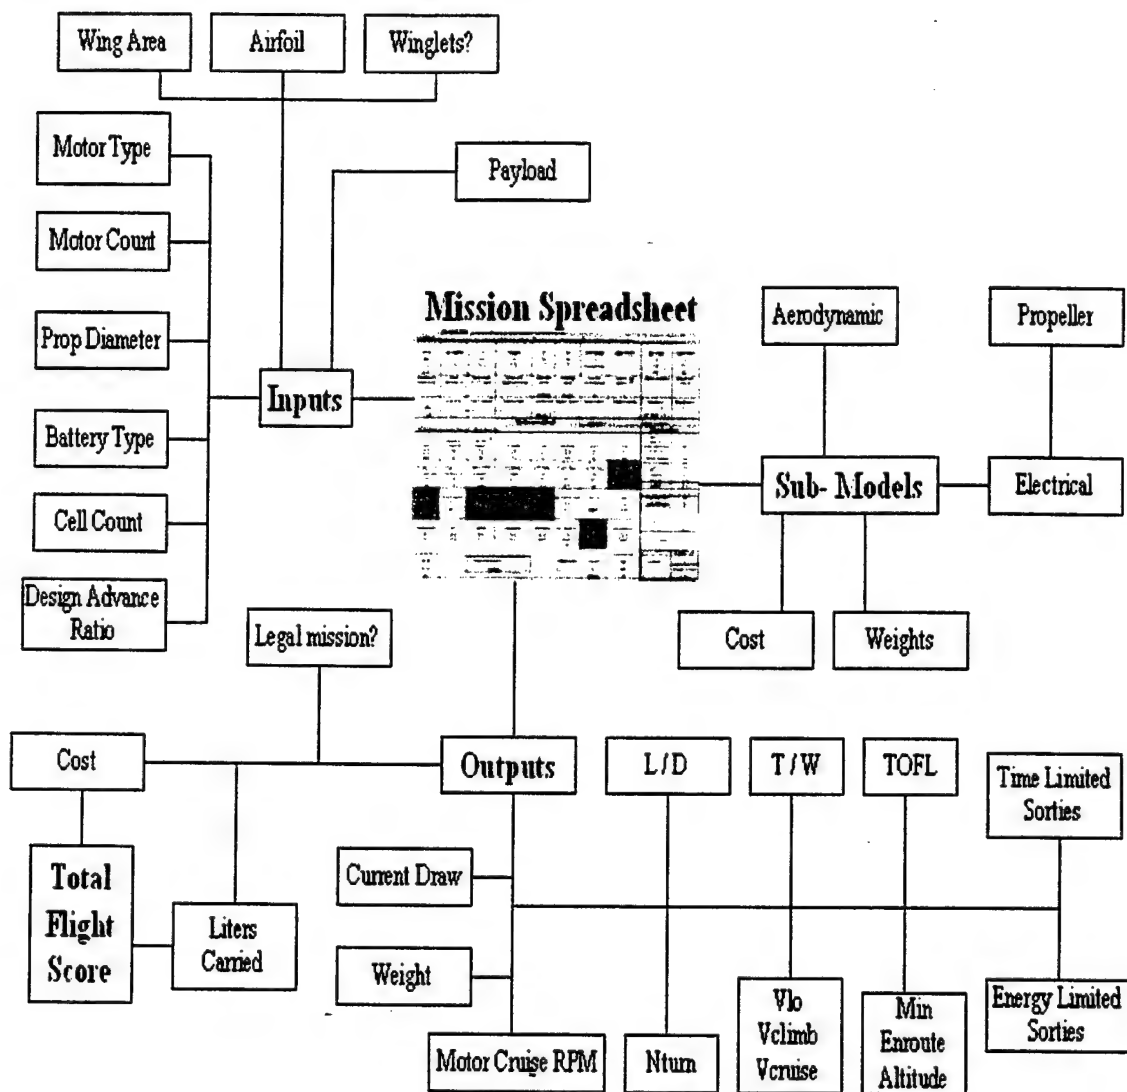 Wing Area
Airfoil
Winglets?
Motor Type
Payload
Motor Count
Mission Spreadsheet
Aerodynamic
Propeller
Prop Diameter
Inputs
Battery Type
Sub- Models
Electrical
Cell Count
Design Advance
Ratio
Legal mission?
Cost
Weights
Cost
Outputs
L / D
T / W
TOFL
Time Limited
Sorties
Total
Flight
Score
Current Draw
Liters
Carried
Weight
Vlo
Vclimb
Vcruise
Min
Enroute
Altitude
Energy Limited
Sorties
Motor Cruise RPM
Nturn